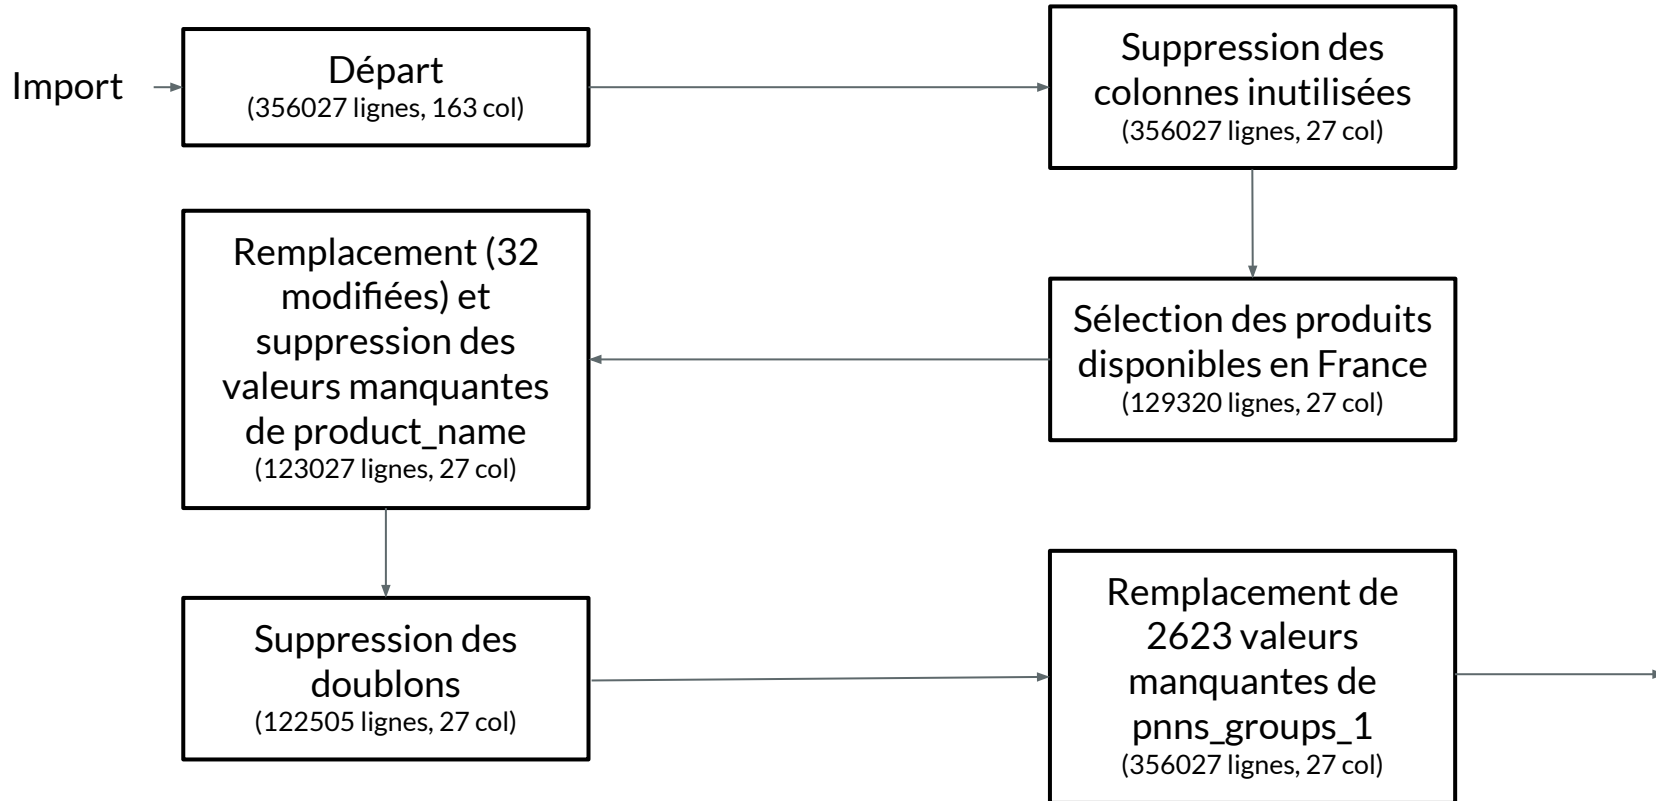 Import
Départ
(356027 lignes, 163 col)
Suppression des
colonnes inutilisées
(356027 lignes, 27 col)
Sélection des produits
disponibles en France
(129320 lignes, 27 col)
Remplacement (32
modifiées) et
suppression des
valeurs manquantes
de product_name
(123027 lignes, 27 col)
Suppression des
doublons
(122505 lignes, 27 col)
Remplacement de
2623 valeurs
manquantes de
pnns_groups_1
(356027 lignes, 27 col)